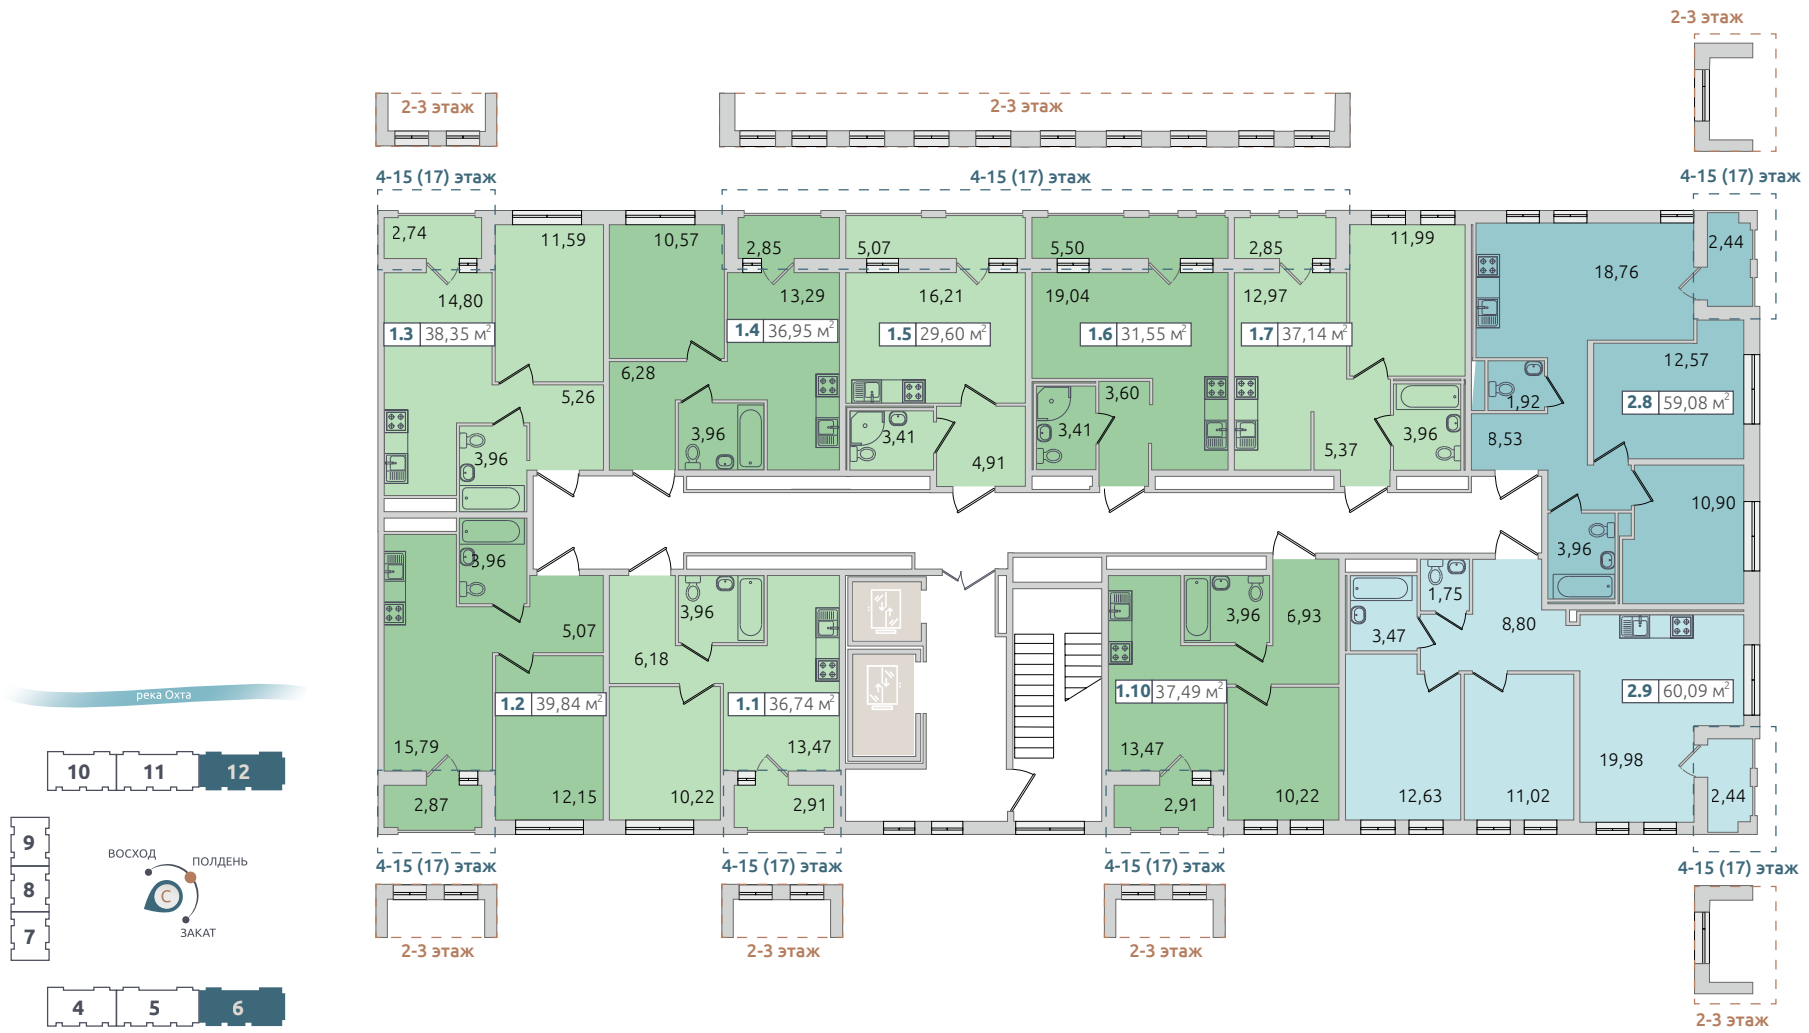 2-3 этаж
2-3 этаж
2-3 этаж
4-15 (17) этаж
4-15 (17) этаж
4-15 (17) этаж
2,74
11,59
10,57
2,85
5,07
5,50
2,85
11,99
2,44
18,76
14,80
13,29
16,21
19,04
12,97
1.3 38,35 м²
1.4 36,95 м²
1.5 29,60 м²
1.6 31,55 м²
1.7 37,14 м²
12,57
6,28
5,26
3,60
1,92
2.8 59,08 м²
3,96
3,96
3,41
4,91
3,41
5,37
3,96
8,53
10,90
3,96
3,96
3,96
3,96
6,93
1,75
3,47
8,80
5,07
6,18
1.2 39,84 м²
1.1 36,74 м²
1.10 37,49 м²
2.9 60,09 м²
15,79
13,47
13,47
19,98
2,87
12,15
10,22
2,91
2,91
10,22
12,63
11,02
2,44
4-15 (17) этаж
4-15 (17) этаж
4-15 (17) этаж
4-15 (17) этаж
2-3 этаж
2-3 этаж
2-3 этаж
2-3 этаж
река Охта
10
11
12
9
8
7
ВОСХОД
ПОЛДЕНЬ
С
ЗАКАТ
4
5
6